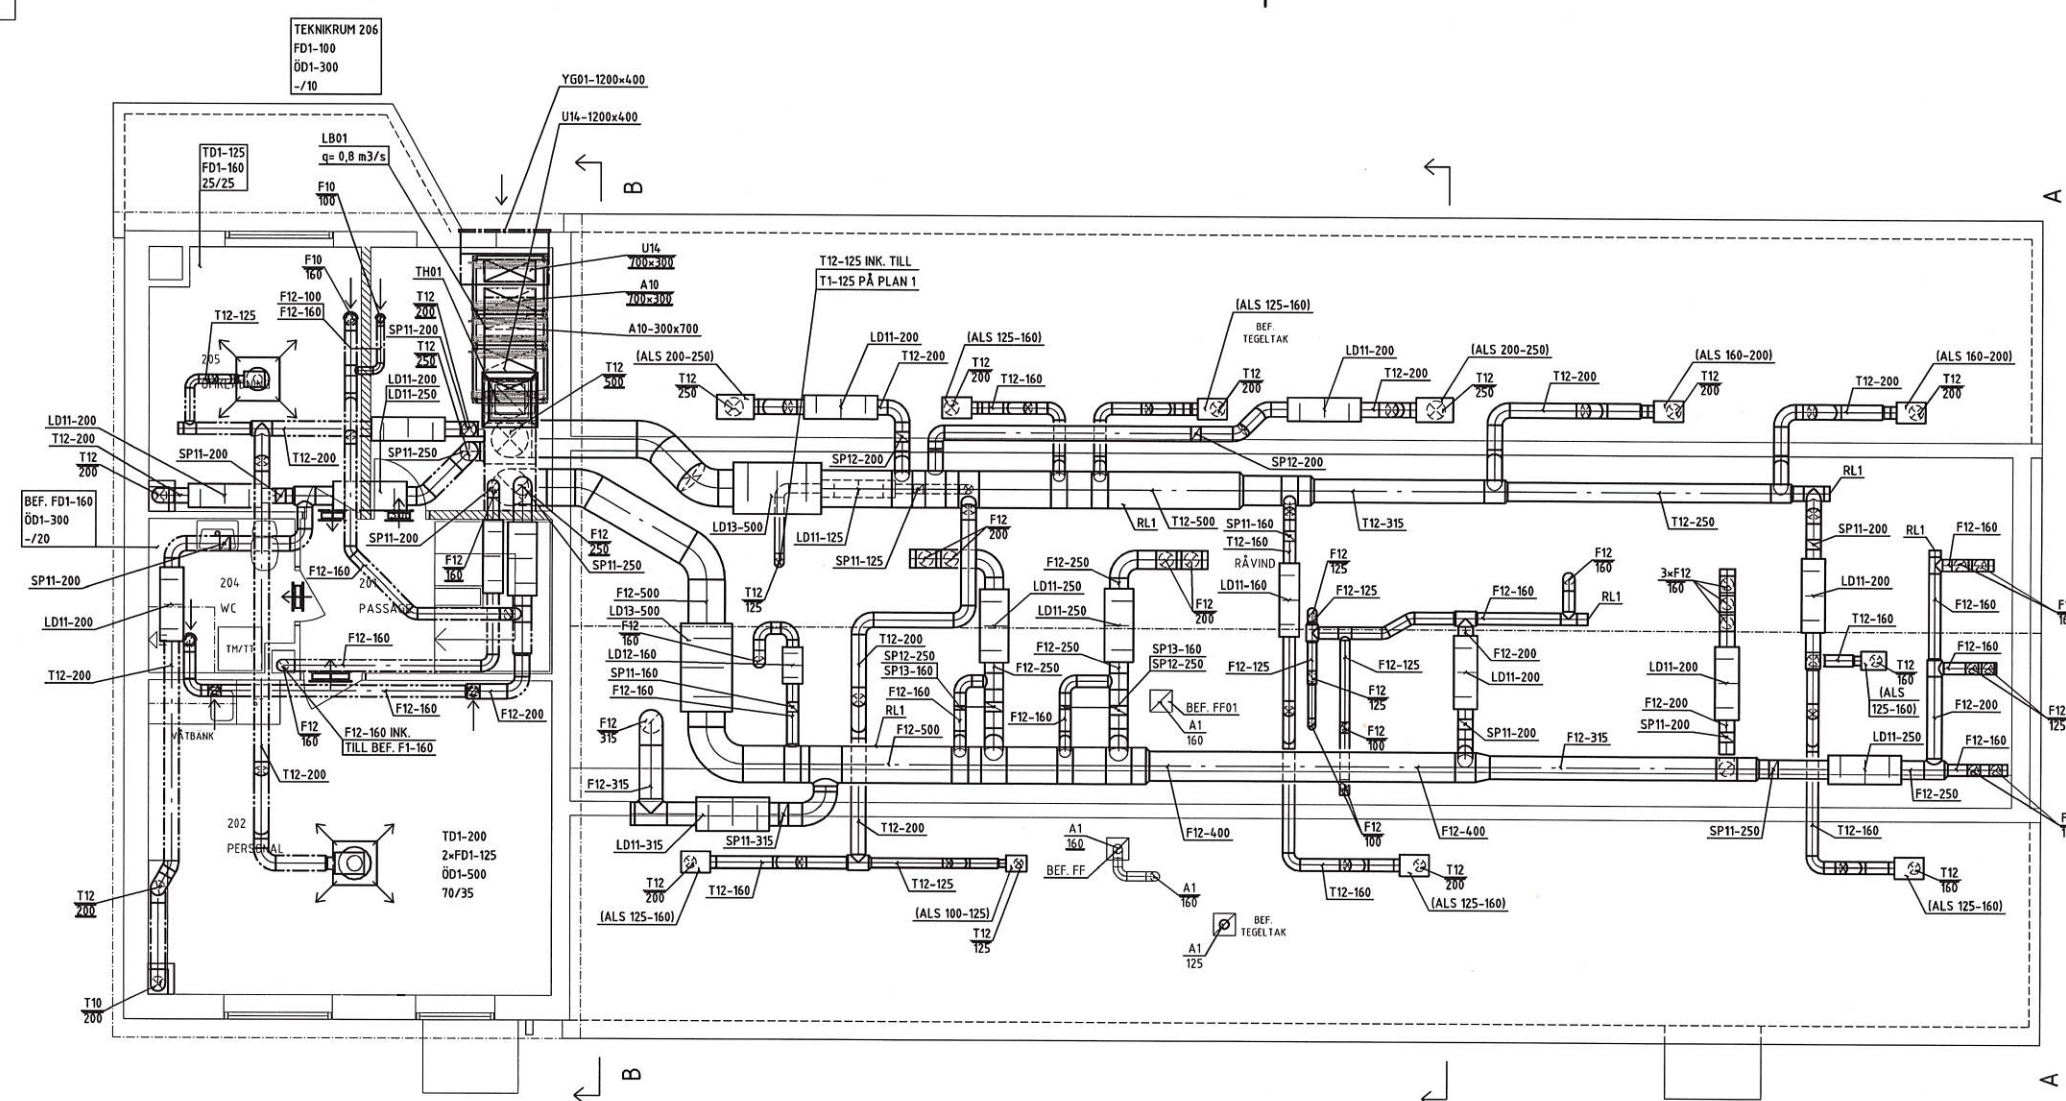 TEKNIKRUM 206
FD1-100
ÖD1-300
-/10
YG01-1200×400
U14-1200x400
LB01
q= 0,8 m3/s
TD1-125
FD1-160
25/25
F10
100
B
A
F10
160
TH01
U14
700×300
A10
700×300
A10-300x700
T12-125 INK. TILL
T1-125 PÅ PLAN 1
F12-100
F12-160
T12
200
SP11-200
T12
250
T12-125
205
LD11-200
LD11-250
T12
500
(ALS 200-250)
T12
250
LD11-200
T12-200
(ALS 125-160)
T12
200
T12-160
(ALS 125-160)
BEF.
TEGELTAK
T12
200
LD11-200
(ALS 200-250)
T12-200
T12
250
(ALS 160-200)
T12-200
T12
200
(ALS 160-200)
T12-200
T12
200
LD11-200
T12-200
T12
200
SP11-200
T12-200
SP11-250
SP12-200
SP12-200
RL1
BEF. FD1-160
ÖD1-300
-/20
SP11-200
F12
250
SP11-250
LD13-500
LD11-125
SP11-125
F12
200
RL1
T12-500
SP11-160
T12-160
RÅVIND
T12-315
T12-250
SP11-200
RL1
F12-160
SP11-200
204
WC
F12-160
201
PASSAGE
F12
160
T12
125
F12-250
LD11-250
LD11-250
F12
200
LD11-160
F12
125
F12-125
F12-160
F12
160
RL1
3×F12
160
LD11-200
F12-160
LD11-200
TM/TT
F12-160
F12-500
LD13-500
F12
160
LD12-160
SP11-160
F12-160
T12-200
SP12-250
SP13-160
F12-160
F12-250
F12-250
SP13-160
SP12-250
F12-125
F12-125
F12-200
LD11-200
LD11-200
T12-160
T12
160
(ALS
125-160)
F12-160
F12-200
F12
125
T12-200
VÅTBÄNK
F12
160
F12-160 INK.
TILL BEF. F1-160
F12-160
F12-200
F12
315
RL1
F12-500
F12-160
BEF. FF01
A1
160
F12
125
F12
100
SP11-200
F12-315
F12-200
SP11-200
LD11-250
F12-160
F12-250
T12-200
F12-315
202
PERSONAL
TD1-200
2×FD1-125
ÖD1-500
70/35
LD11-315
SP11-315
T12-200
A1
160
BEF. FF
F12-400
F12
100
F12-400
SP11-250
T12-160
T12
200
T10
200
T12
200
(ALS 125-160)
T12-160
T12-125
(ALS 100-125)
T12
125
A1
160
BEF.
TEGELTAK
A1
125
T12-160
T12
200
(ALS 125-160)
T12
160
(ALS 125-160)
B
A